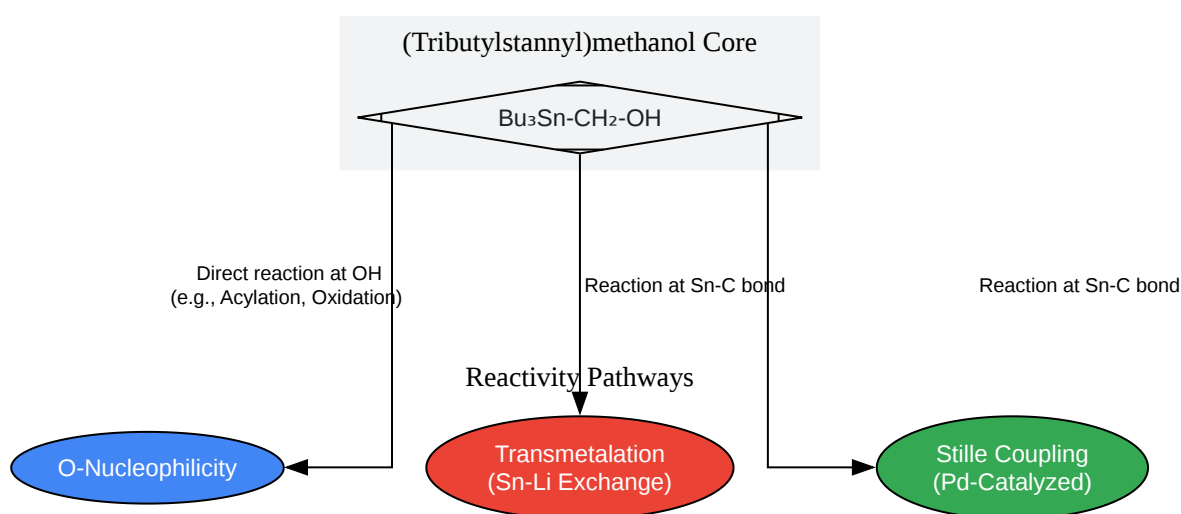 (Tributylstannyl)methanol Core
Bu₃Sn-CH₂-OH
Direct reaction at OH
(e.g., Acylation, Oxidation)
Reaction at Sn-C bond
Reaction at Sn-C bond
Reactivity Pathways
O-Nucleophilicity
Transmetalation
(Sn-Li Exchange)
Stille Coupling
(Pd-Catalyzed)